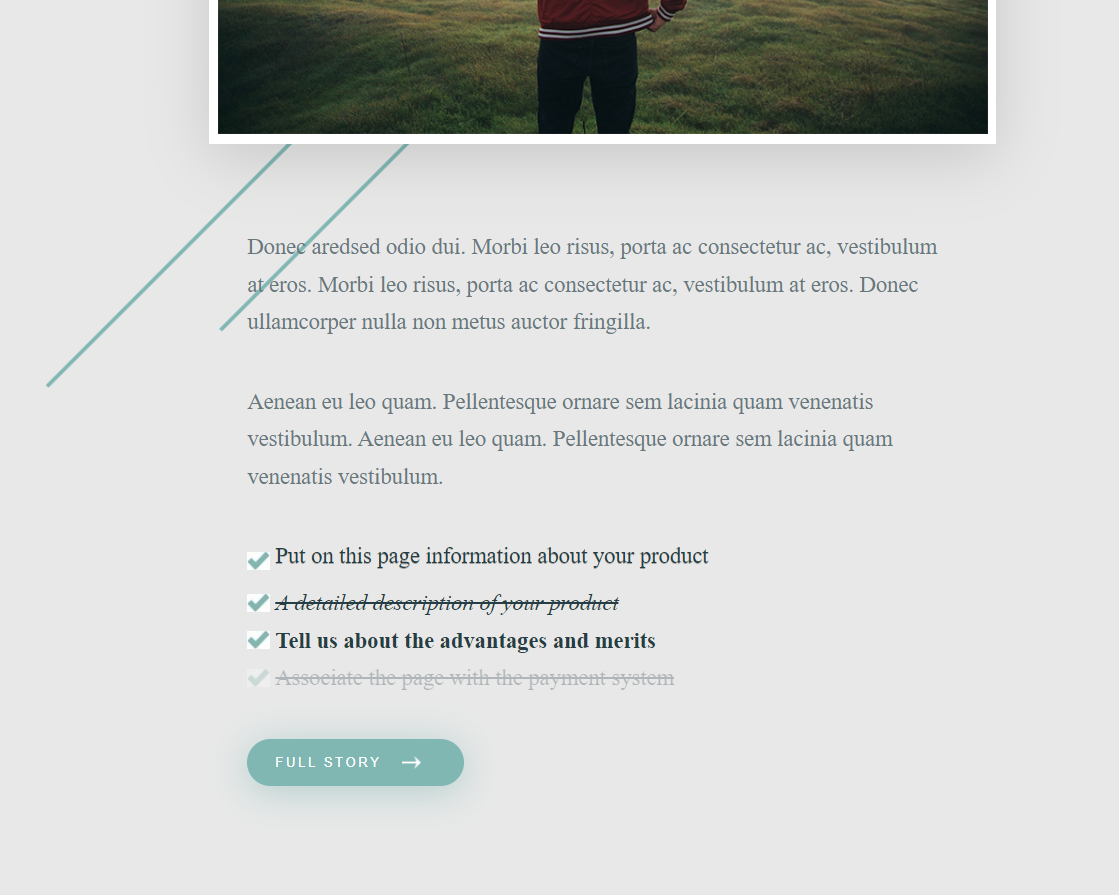 Donec aredsed odio dui. Morbi leo risus, porta ac consectetur ac, vestibulum
at eros. Morbi leo risus, porta ac consectetur ac, vestibulum at eros. Donec
ullamcorper nulla non metus auctor fringilla.
Aenean eu leo quam. Pellentesque ornare sem lacinia quam venenatis
vestibulum. Aenean eu leo quam. Pellentesque ornare sem lacinia quam
venenatis vestibulum.
Put on this page information about your product
A detailed description of your product
Tell us about the advantages and merits
Associate the page with the payment system
FULL STORY